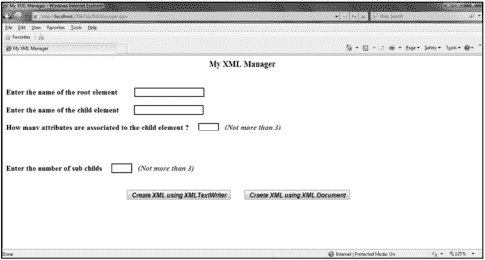 My XML Manager - Windows Internet Explorer
File Edit View Favorites Tools Help
Favorites
My XML Manager
Page Safety Tools
My XML Manager
Enter the name of the root element
Enter the name of the child element
How many attributes are associated to the child element ? (Not more than 3)
Enter the number of sub childs (Not more than 3)
Create XML using XMLTextWriter Craete XML using XML Document
Done Internet | Protected Mode: On 125%